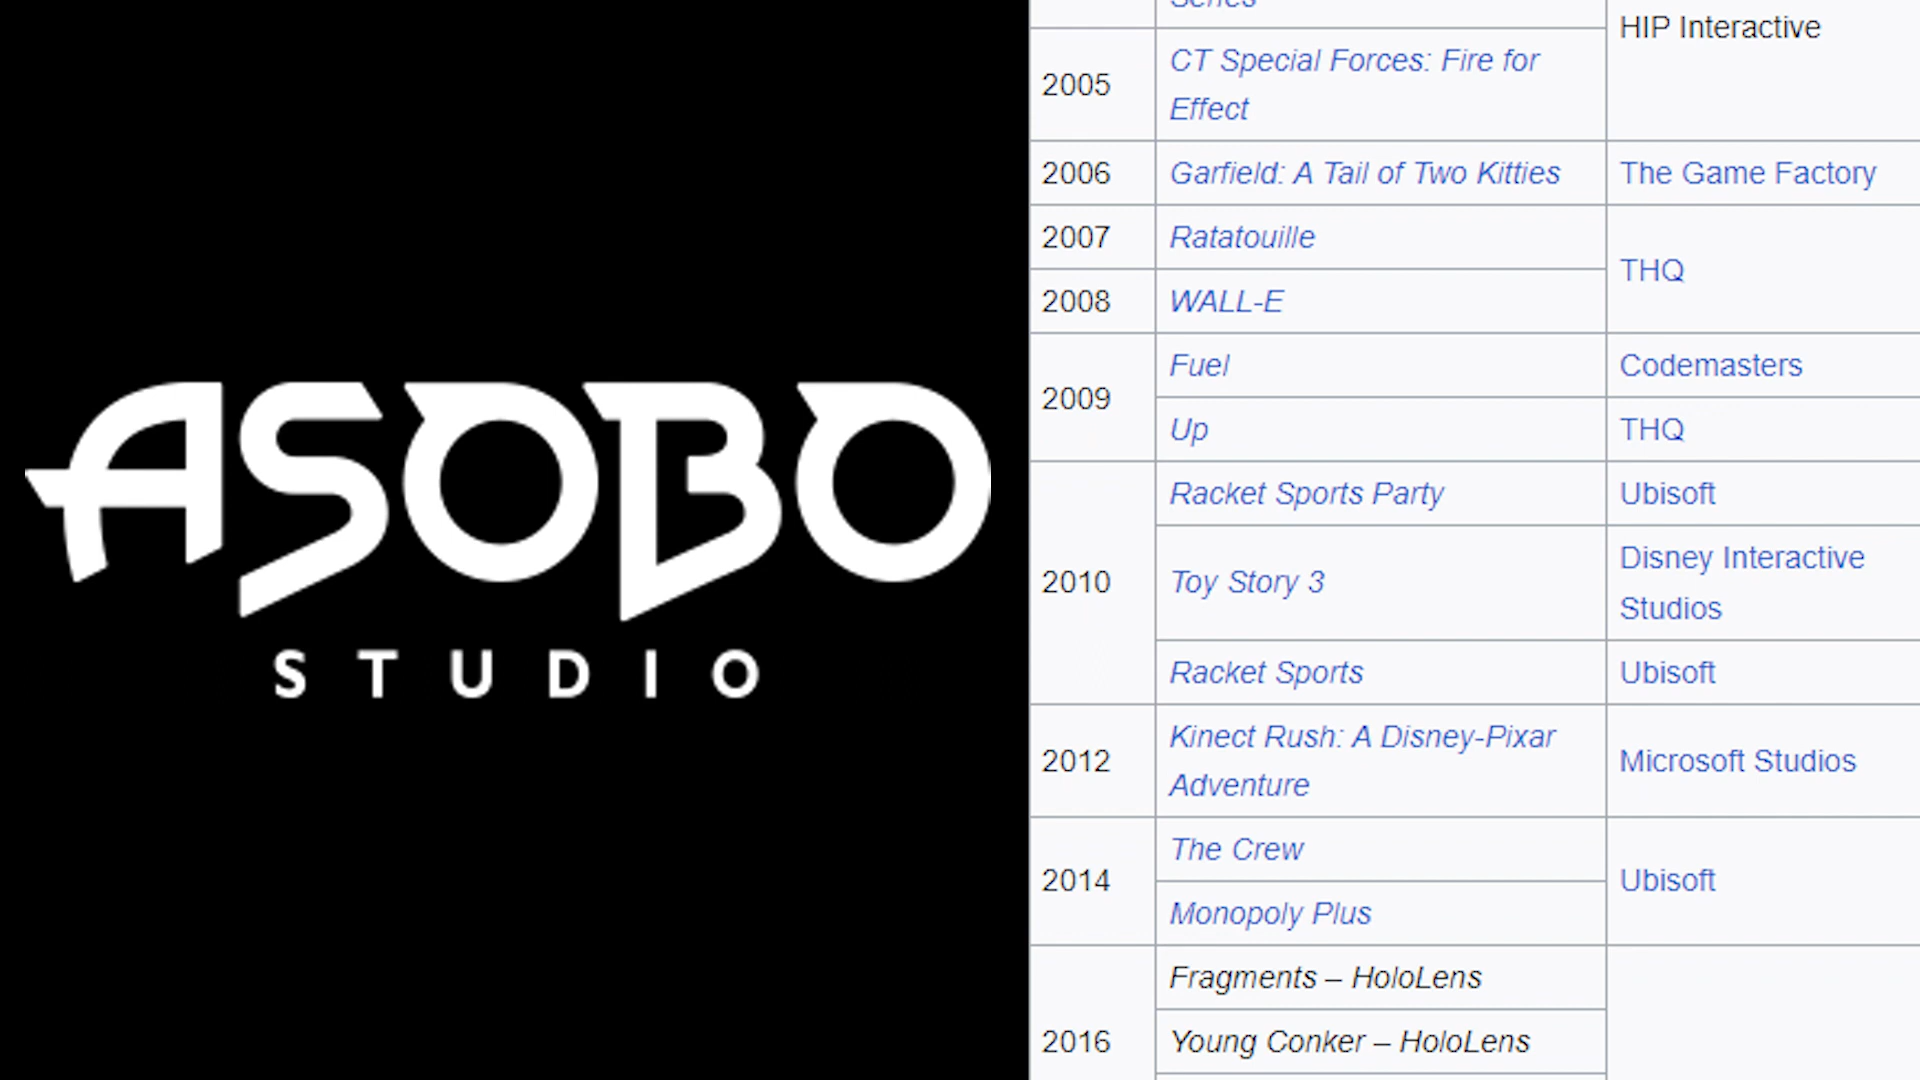 ASOBO
STUDIO
Series
HIP Interactive
2005
CT Special Forces: Fire for
Effect
2006
Garfield: A Tail of Two Kitties
The Game Factory
2007
Ratatouille
THQ
2008
WALL-E
2009
Fuel
Codemasters
Up
THQ
2010
Racket Sports Party
Ubisoft
Toy Story 3
Disney Interactive
Studios
Racket Sports
Ubisoft
2012
Kinect Rush: A Disney-Pixar
Adventure
Microsoft Studios
2014
The Crew
Ubisoft
Monopoly Plus
2016
Fragments – HoloLens
Young Conker – HoloLens